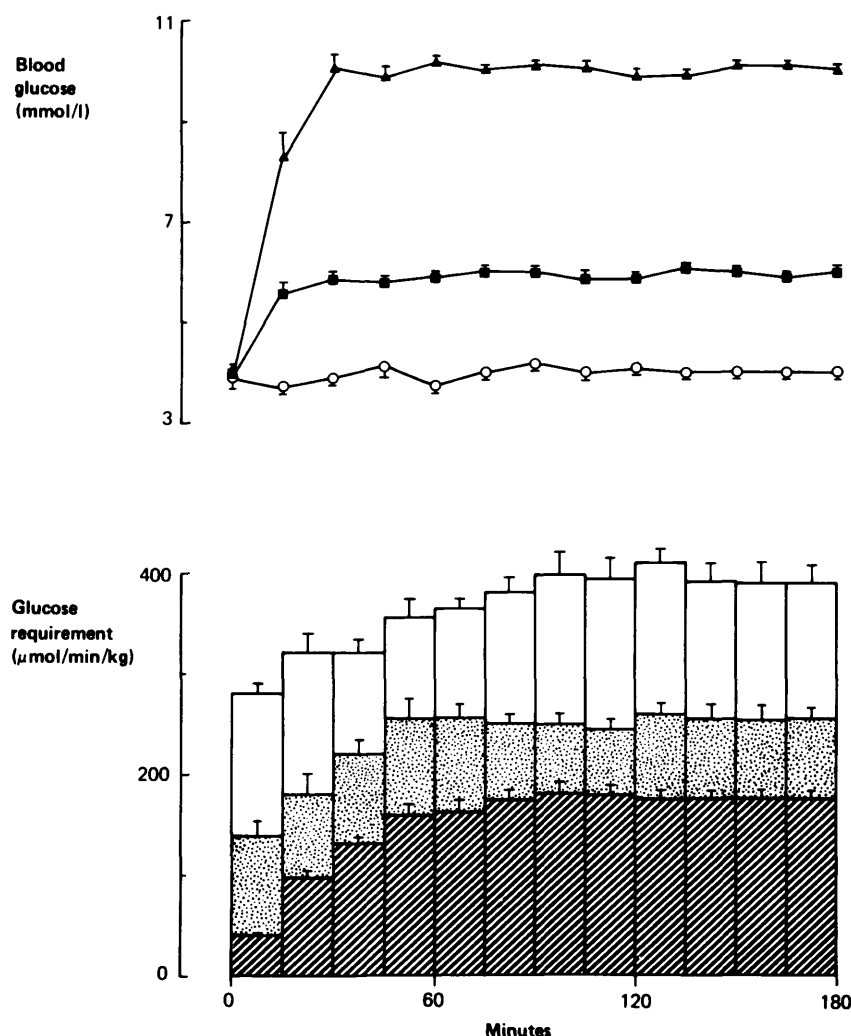 11
Blood
glucose
(mmol/l)
7
3
400
Glucose
requirement
(μmol/min/kg)
200
0
0 60 120 180
Minutes